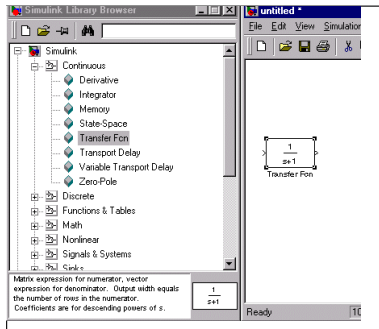 Simulink Library Browser
Simulink
Continuous
Derivative
Integrator
Memory
State-Space
Transfer Fcn
Transport Delay
Variable Transport Delay
Zero-Pole
Discrete
Functions & Tables
Math
Nonlinear
Signals & Systems
Sinks
Matrix expression for numerator, vector
expression for denominator. Output width equals
the number of rows in the numerator.
Coefficients are for descending powers of s.
1
s+1
untitled *
File Edit View Simulation
1
s+1
Transfer Fcn
Ready 10